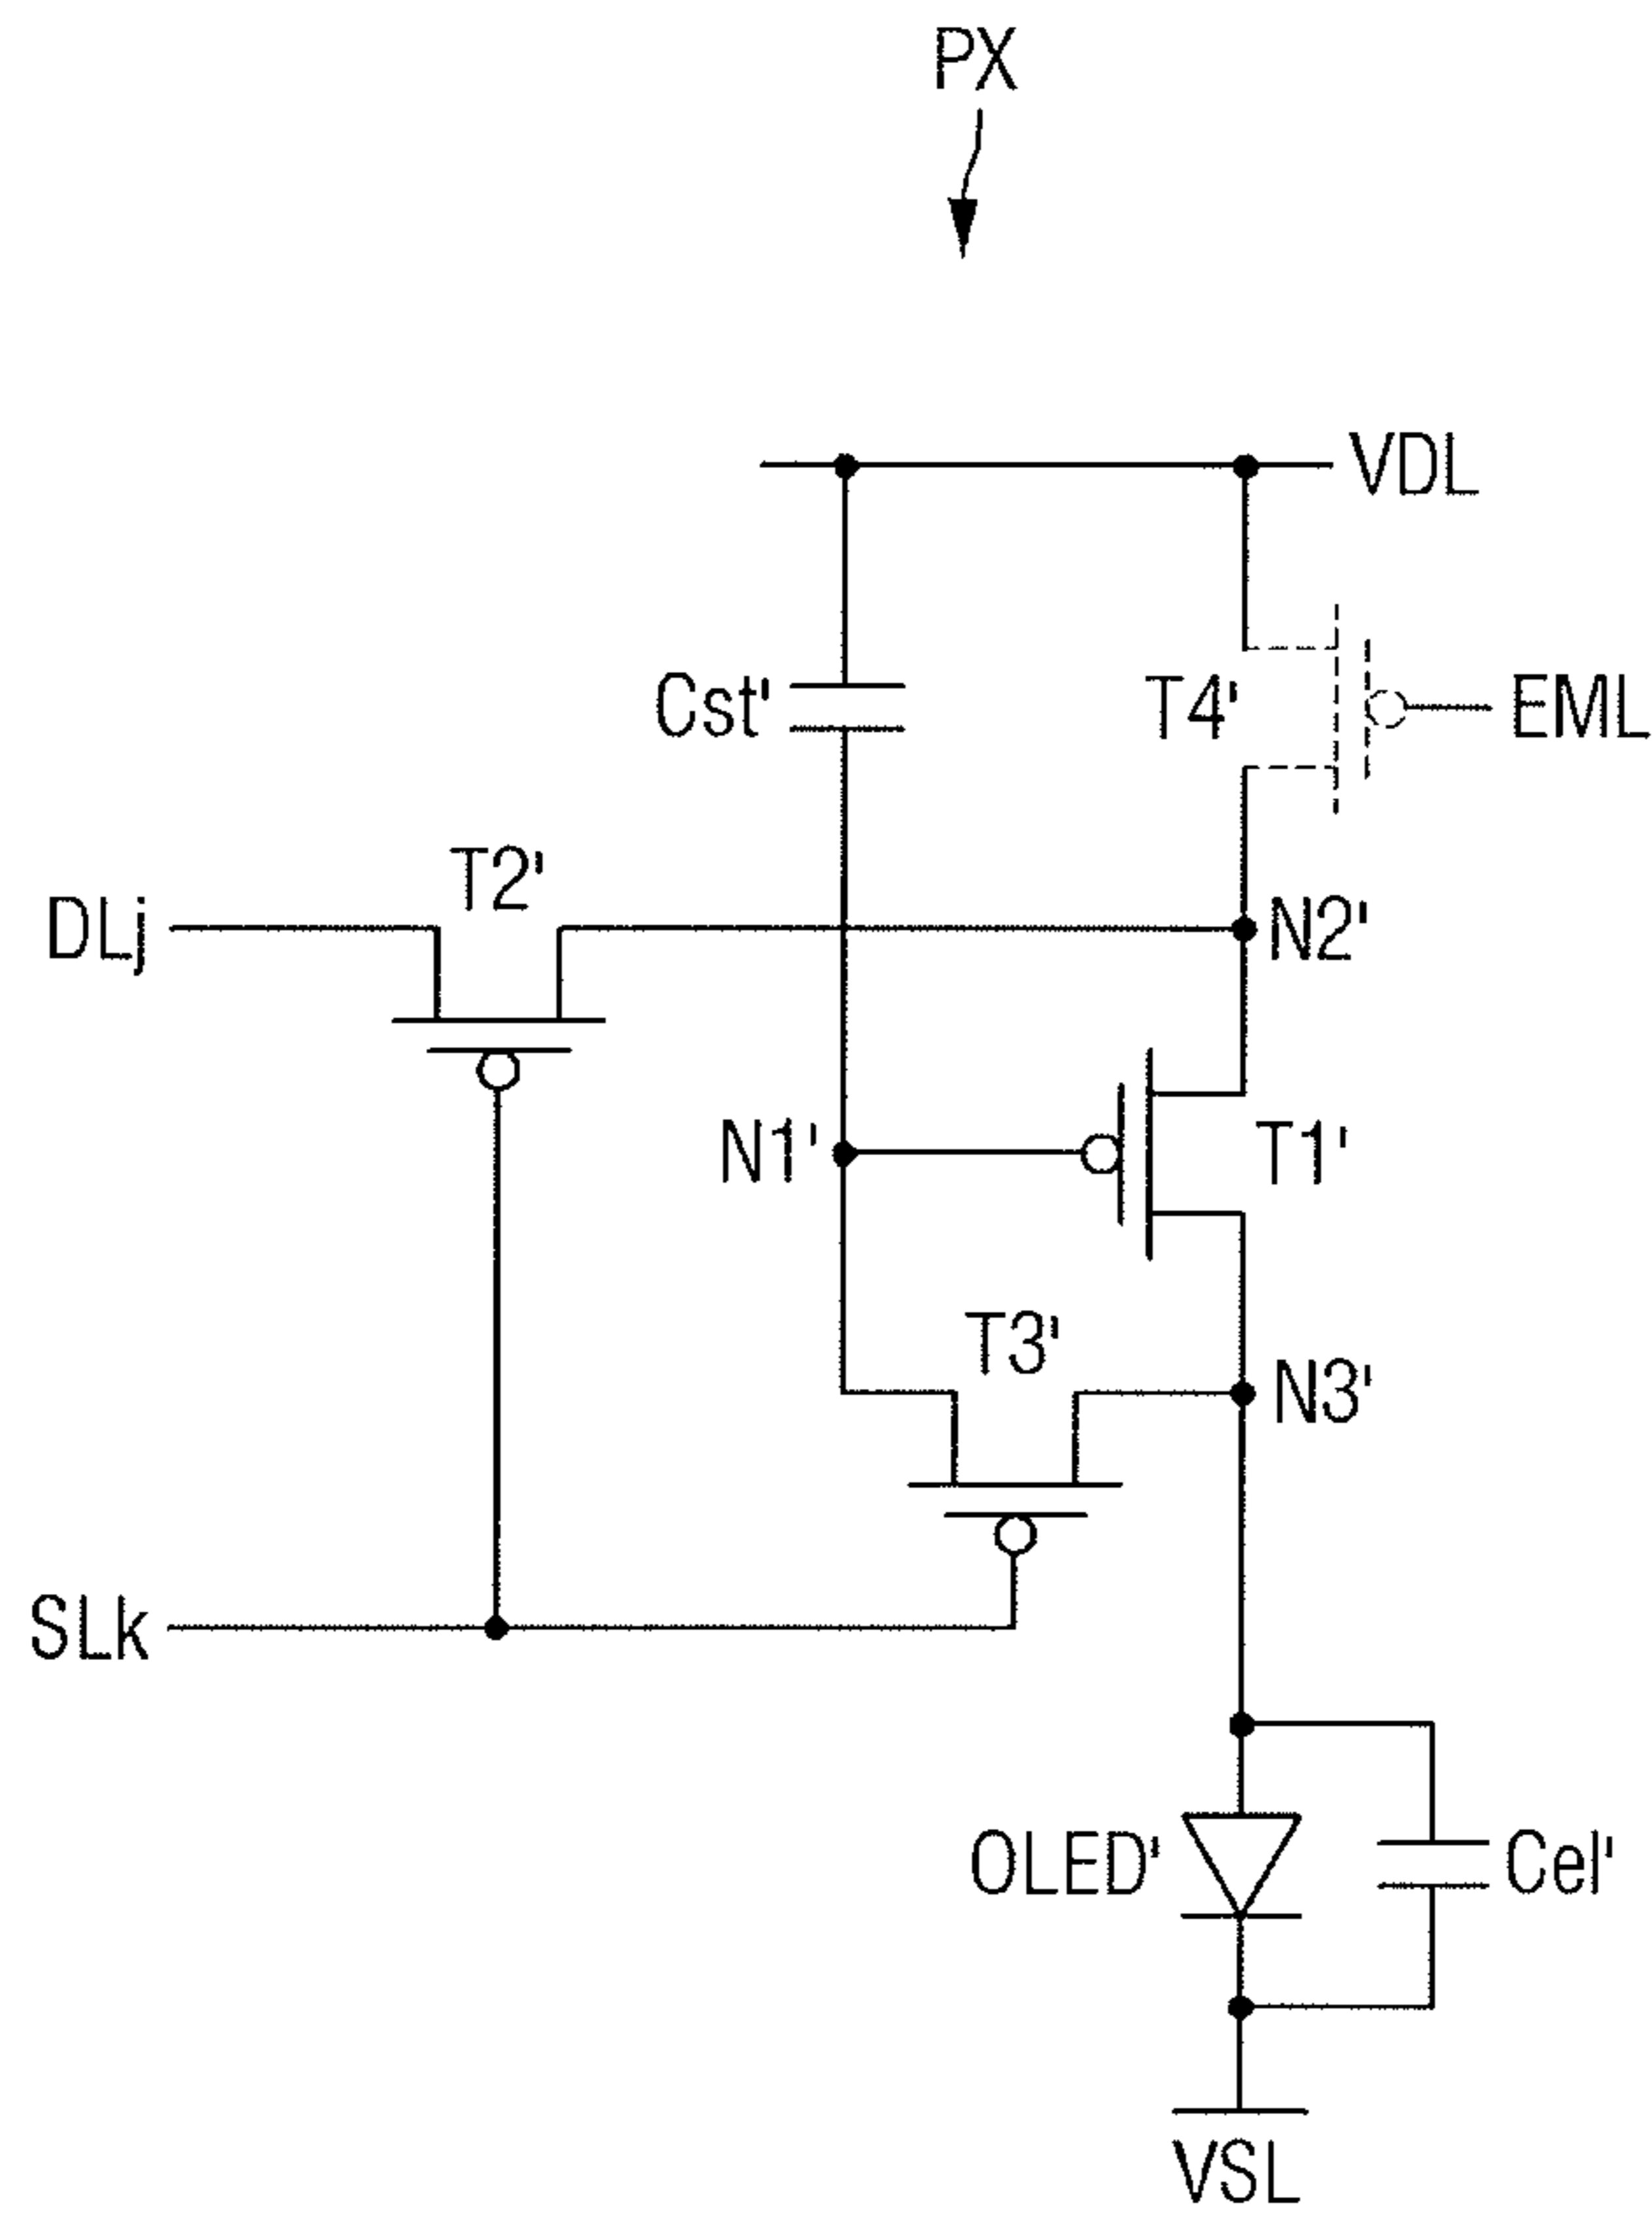 PX
VDL
Cst'
T4'
EML
T2'
DLj
N2'
N1'
T1'
T3'
N3'
SLk
OLED'
Cel'
VSL